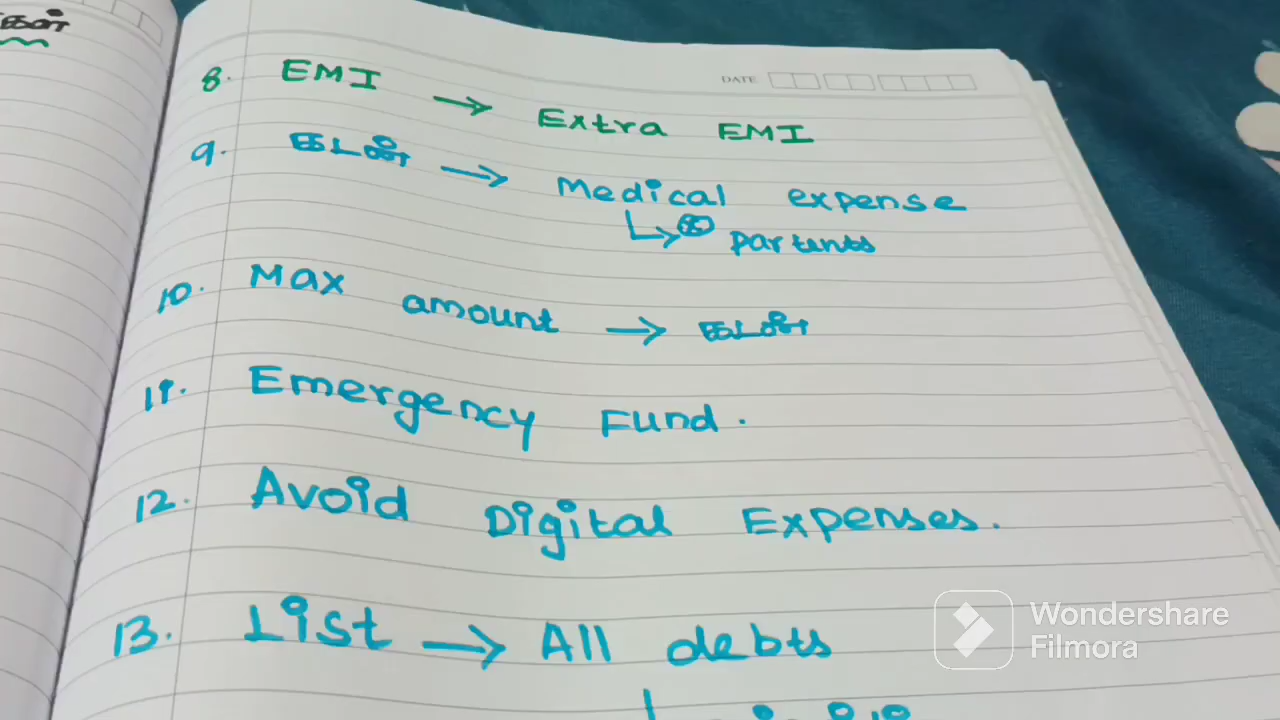 8. EMI → Extra EMI
9. கடன் → Medical expense
↳ partents
10. Max amount → கடன்
11. Emergency Fund.
12. Avoid Digital Expenses.
13. List → All debts
DATE
Wondershare
Filmora